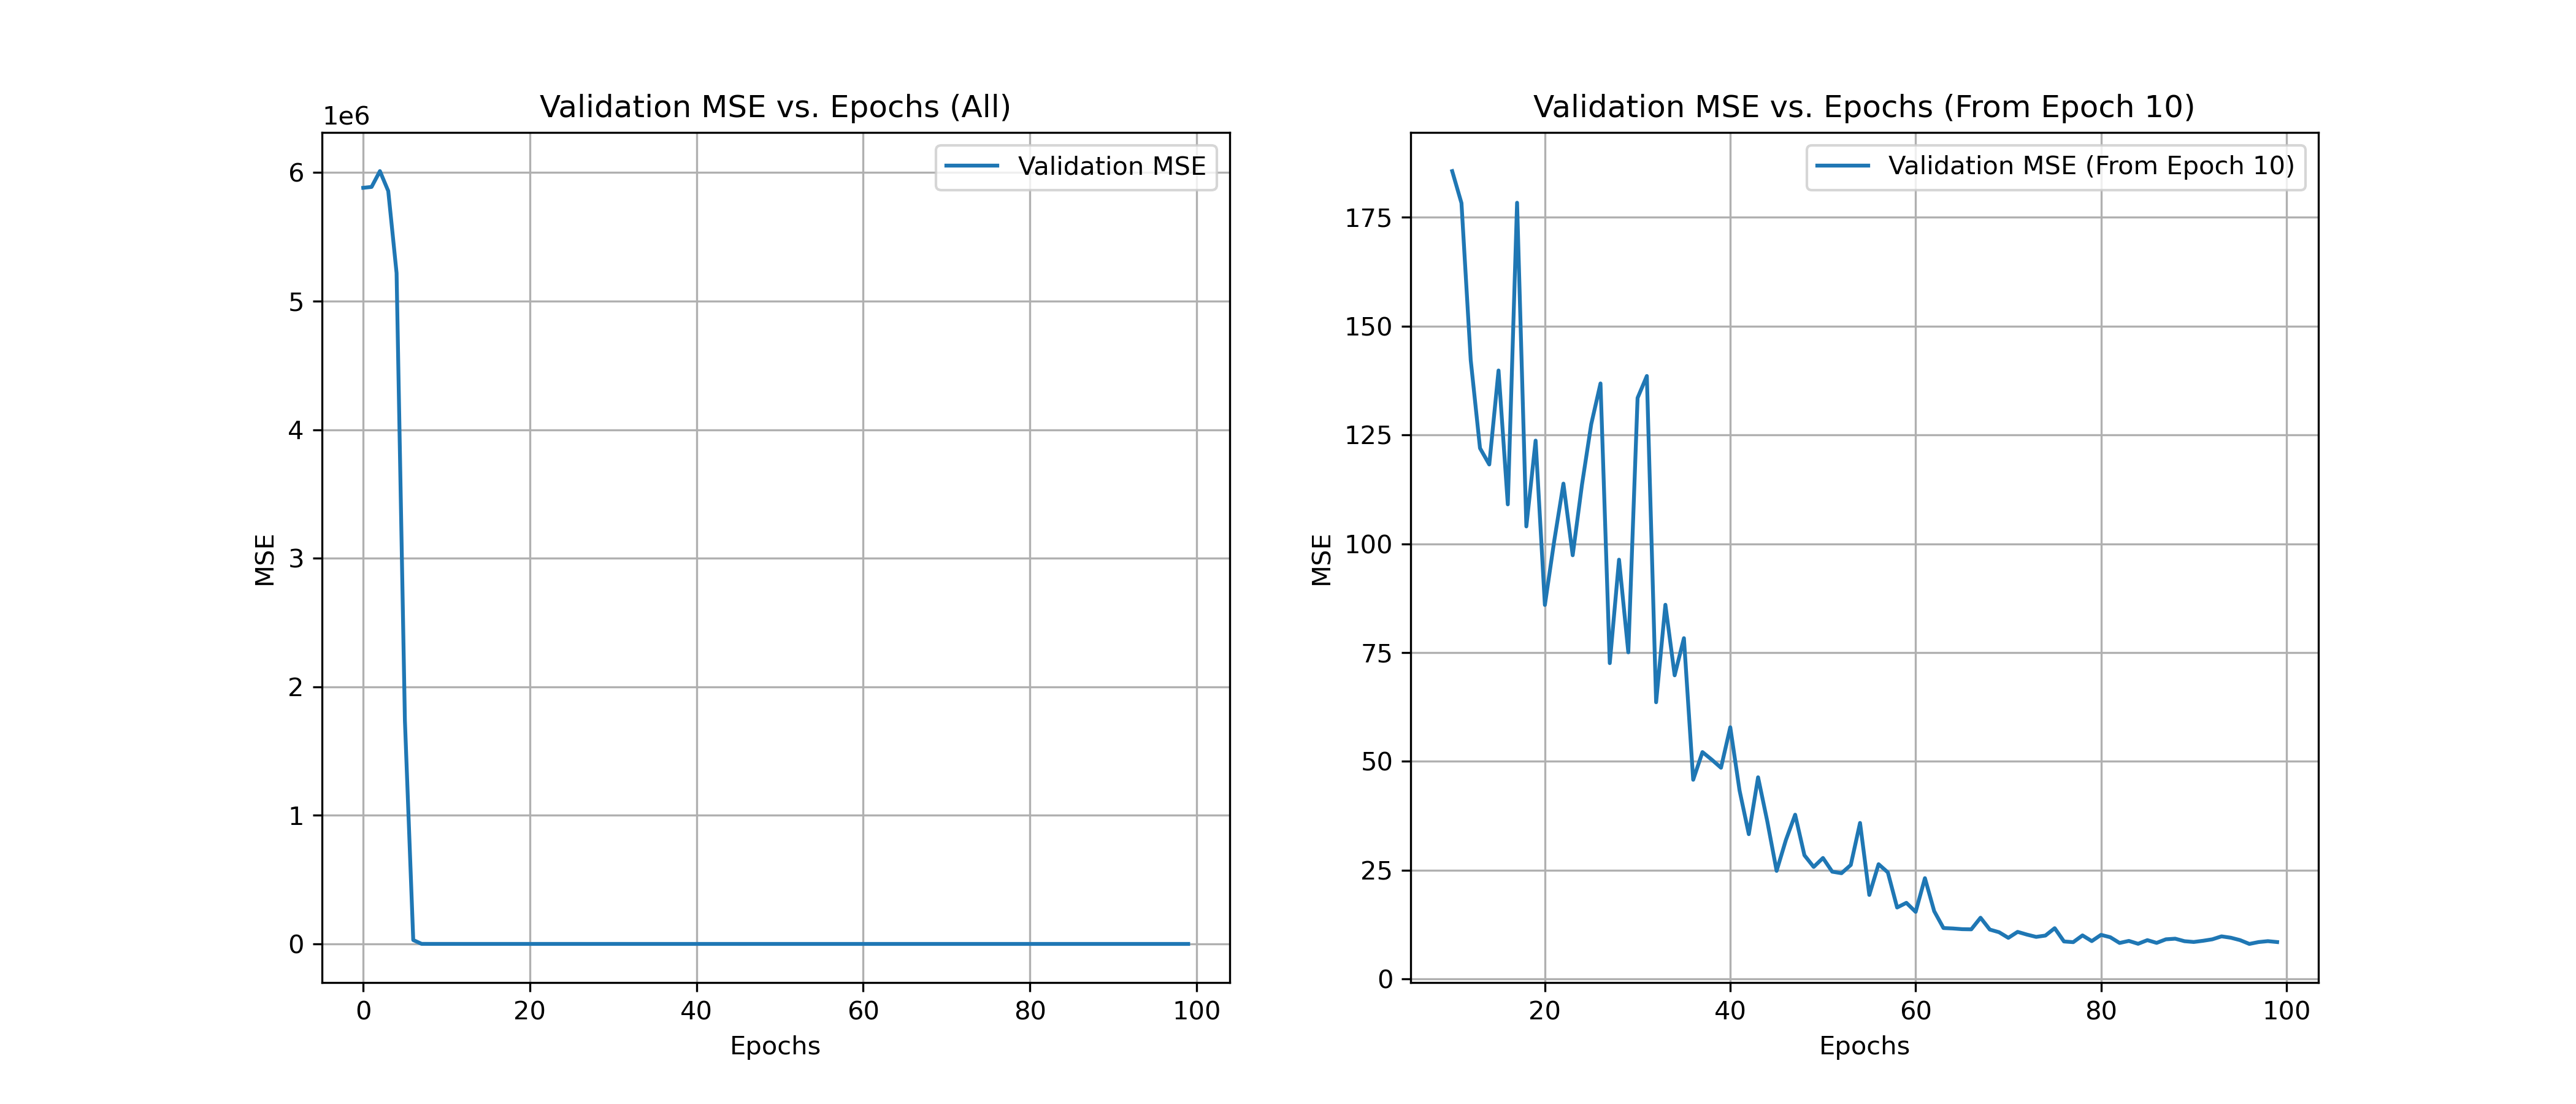 Validation MSE vs. Epochs (All)
1e6
Validation MSE
6
5
4
3
2
1
0
MSE
0 20 40 60 80 100
Epochs
Validation MSE vs. Epochs (From Epoch 10)
Validation MSE (From Epoch 10)
175
150
125
100
75
50
25
0
MSE
20 40 60 80 100
Epochs